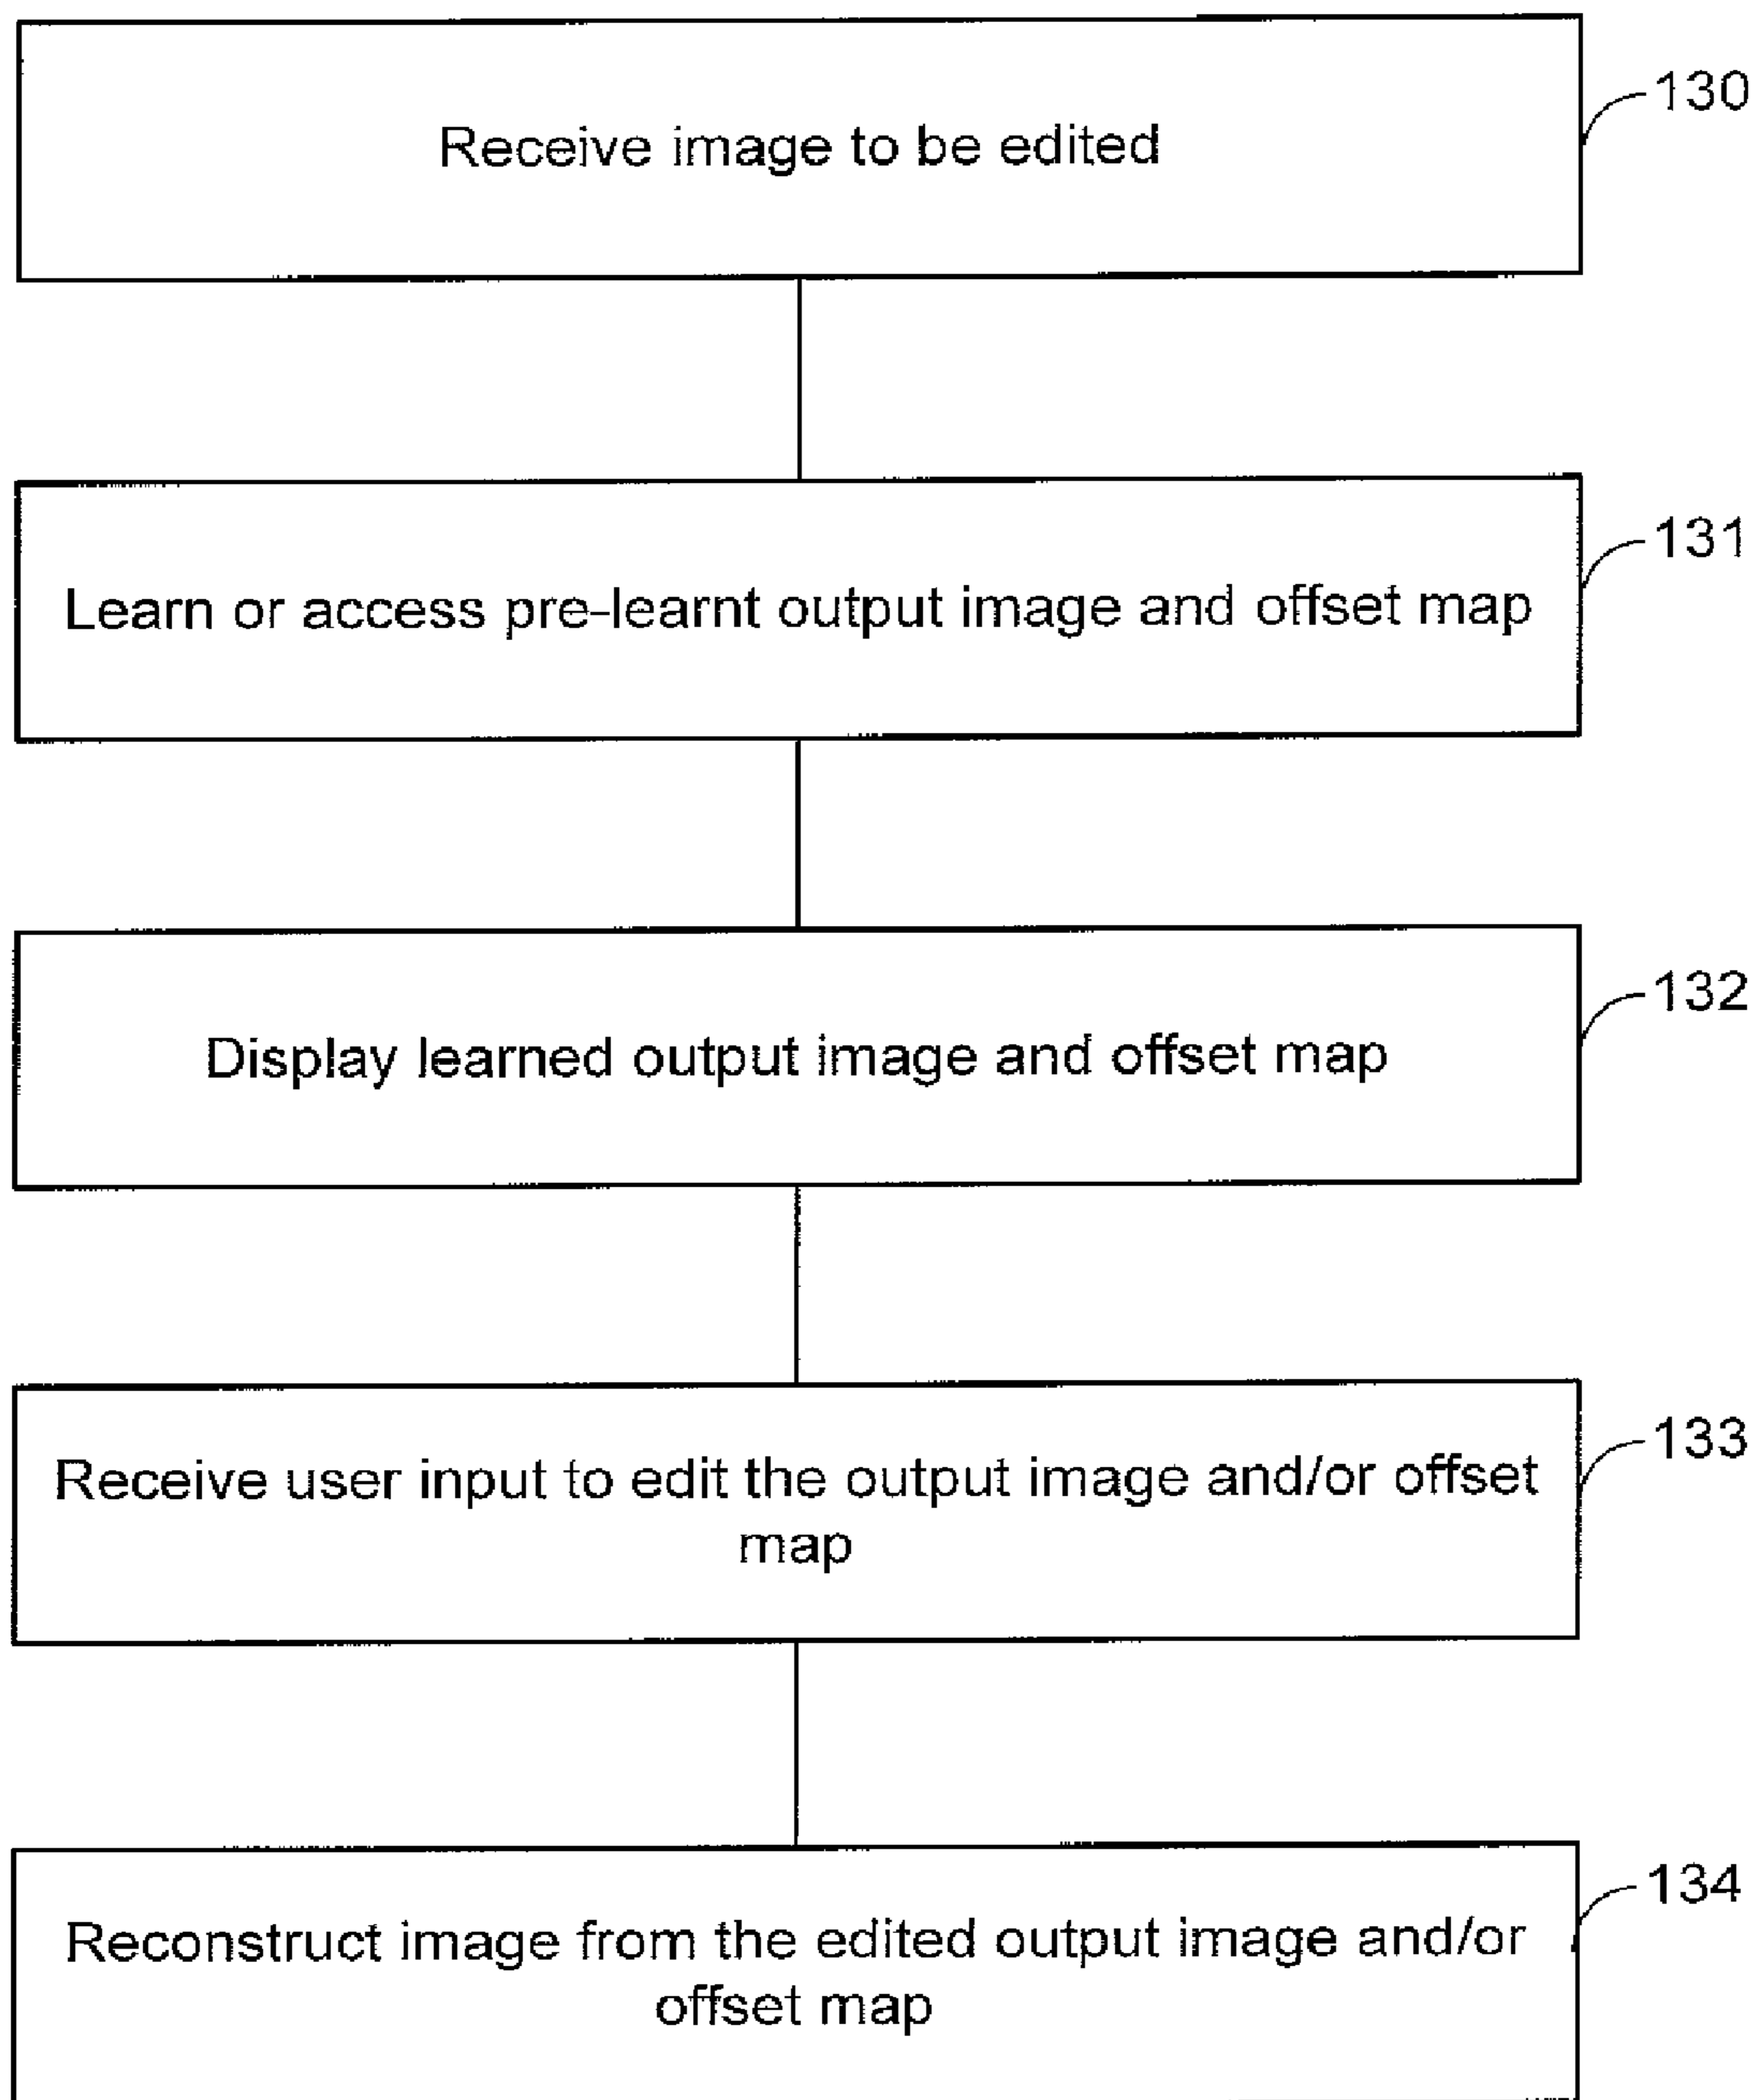 130
Receive image to be edited
131
Learn or access pre-learnt output image and offset map
132
Display learned output image and offset map
133
Receive user input to edit the output image and/or offset
map
134
Reconstruct image from the edited output image and/or
offset map